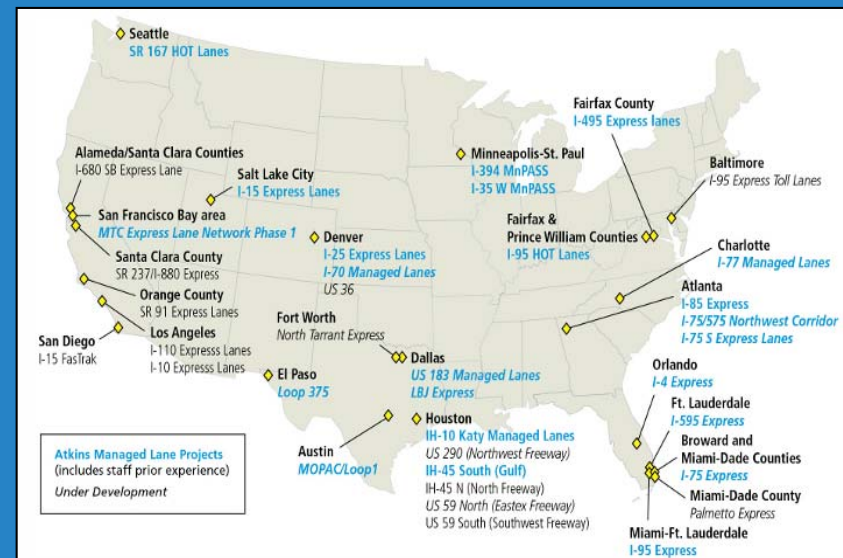 Seattle
SR 167 HOT Lanes
Alameda/Santa Clara Counties
I-680 SB Express Lane
Salt Lake City
I-15 Express Lanes
San Francisco Bay area
MTC Express Lane Network Phase 1
Santa Clara County
SR 237/I-880 Express
Orange County
SR 91 Express Lanes
San Diego
I-15 FasTrak
Los Angeles
I-110 Expresss Lanes
I-10 Expresss Lanes
Denver
I-25 Express Lanes
I-70 Managed Lanes
US 36
Minneapolis-St. Paul
I-394 MnPASS
I-35 W MnPASS
Fairfax County
I-495 Express lanes
Baltimore
I-95 Express Toll Lanes
Fairfax &
Prince William Counties
I-95 HOT Lanes
Charlotte
I-77 Managed Lanes
Atlanta
I-85 Express
I-75/575 Northwest Corridor
I-75 S Express Lanes
Fort Worth
North Tarrant Express
Dallas
US 183 Managed Lanes
LBJ Express
El Paso
Loop 375
Austin
MOPAC/Loop1
Houston
IH-10 Katy Managed Lanes
US 290 (Northwest Freeway)
IH-45 South (Gulf)
IH-45 N (North Freeway)
US 59 North (Eastex Freeway)
US 59 South (Southwest Freeway)
Orlando
I-4 Express
Ft. Lauderdale
I-595 Express
Broward and
Miami-Dade Counties
I-75 Express
Miami-Dade County
Palmetto Express
Miami-Ft. Lauderdale
I-95 Express
Atkins Managed Lane Projects
(includes staff prior experience)
Under Development